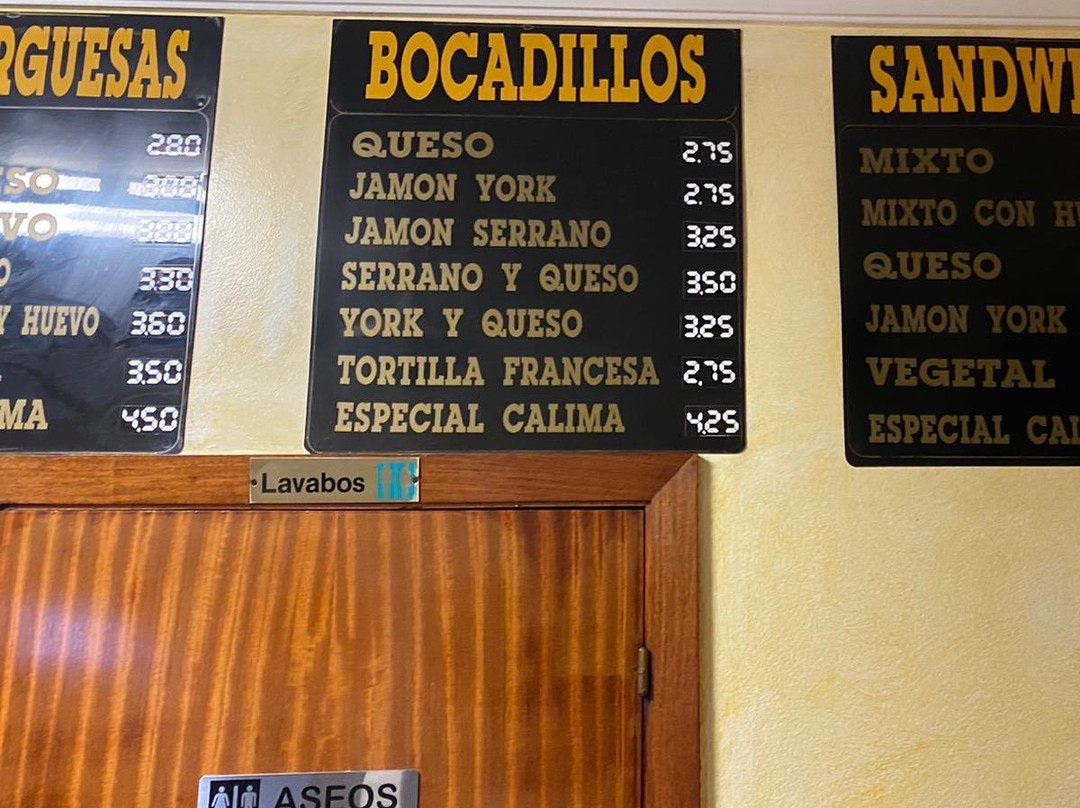 RGUESAS
2.80
ESO
VO
O 3.30
Y HUEVO 3.60
3.50
MA 4.50
BOCADILLOS
QUESO 2.75
JAMON YORK 2.75
JAMON SERRANO 3.25
SERRANO Y QUESO 3.50
YORK Y QUESO 3.25
TORTILLA FRANCESA 2.75
ESPECIAL CALIMA 4.25
SANDWI
MIXTO
MIXTO CON HU
QUESO
JAMON YORK
VEGETAL
ESPECIAL CAL
Lavabos
ASEOS